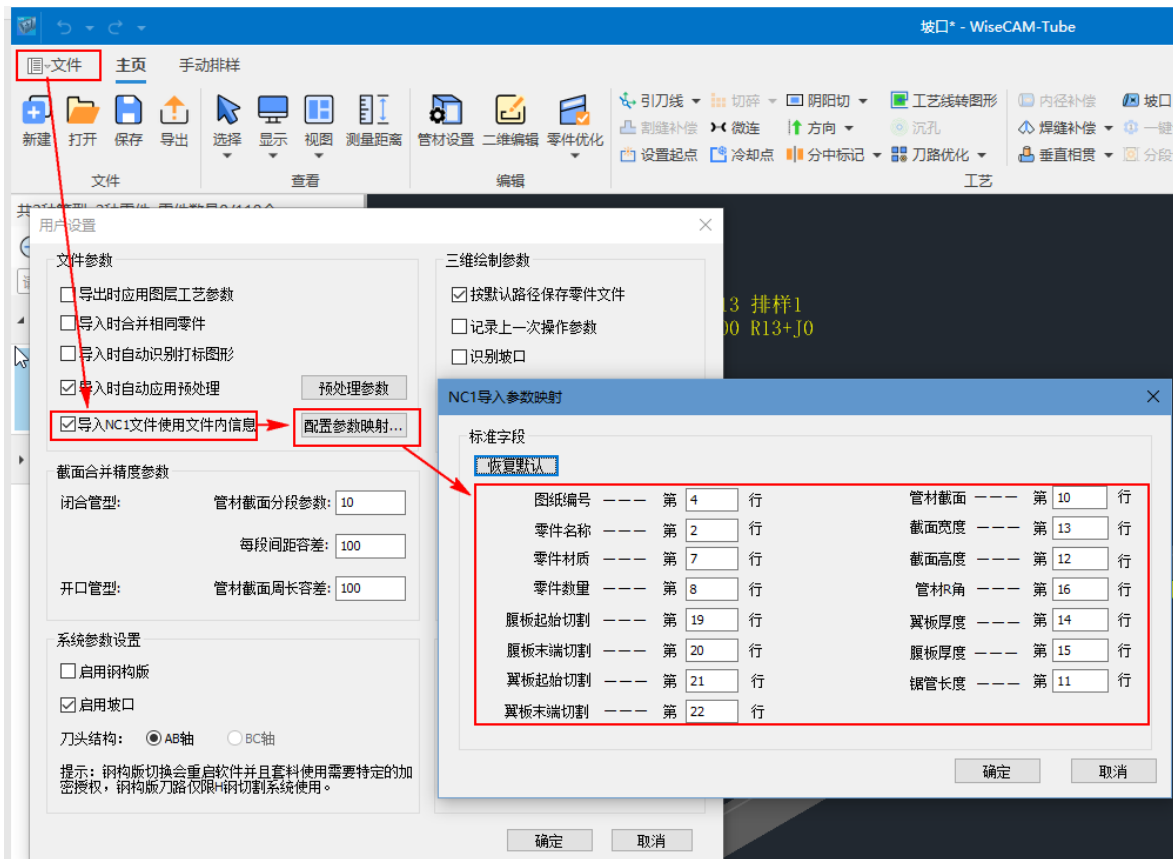 坡口* - WiseCAM-Tube
文件 主页 手动排样
新建 打开 保存 导出 选择 显示 视图 测量距离 管材设置 二维编辑 零件优化
引刀线 切碎 阴阳切 工艺线转图形 内径补偿 坡口
割缝补偿 微连 方向 沉孔 焊缝补偿 一键
设置起点 冷却点 分中标记 刀路优化 垂直相贯 分段
文件 查看 编辑 工艺
用户设置
文件参数 三维绘制参数
导出时应用图层工艺参数 按默认路径保存零件文件
导入时合并相同零件 记录上一次操作参数
导入时自动识别打标图形 识别坡口
导入时自动应用预处理 预处理参数
导入NC1文件使用文件内信息 配置参数映射...
13 排样1
00 R13+J0
截面合并精度参数
闭合管型: 管材截面分段参数: 10
每段间距容差: 100
开口管型: 管材截面周长容差: 100
系统参数设置
启用钢构版
启用坡口
刀头结构: AB轴 BC轴
提示：钢构版切换会重启软件并且套料使用需要特定的加
密授权，钢构版刀路仅限H钢切割系统使用。
确定 取消
NC1导入参数映射
标准字段
恢复默认
图纸编号 --- 第 4 行 管材截面 --- 第 10 行
零件名称 --- 第 2 行 截面宽度 --- 第 13 行
零件材质 --- 第 7 行 截面高度 --- 第 12 行
零件数量 --- 第 8 行 管材R角 --- 第 16 行
腹板起始切割 --- 第 19 行 翼板厚度 --- 第 14 行
腹板末端切割 --- 第 20 行 腹板厚度 --- 第 15 行
翼板起始切割 --- 第 21 行 锯管长度 --- 第 11 行
翼板末端切割 --- 第 22 行
确定 取消